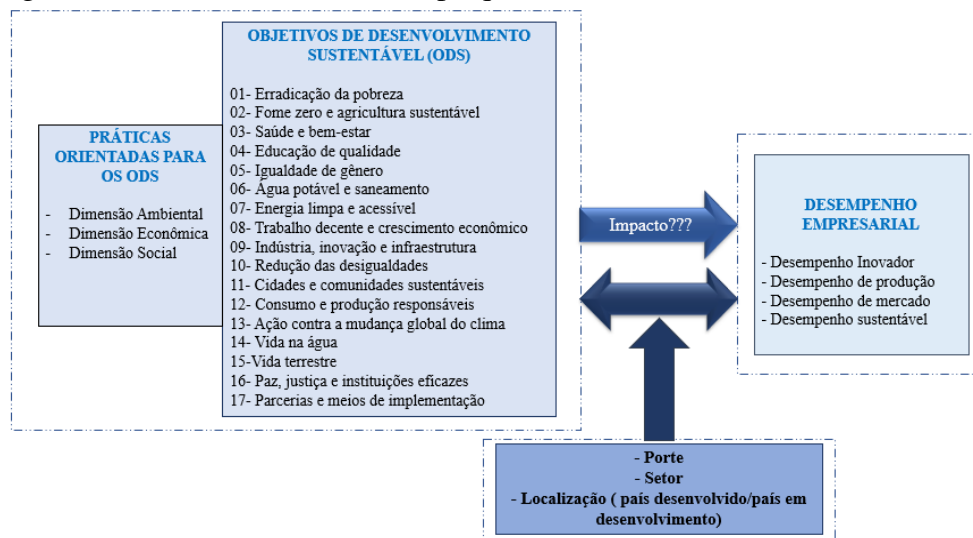 PRÁTICAS
ORIENTADAS PARA
OS ODS
- Dimensão Ambiental
- Dimensão Econômica
- Dimensão Social
OBJETIVOS DE DESENVOLVIMENTO
SUSTENTÁVEL (ODS)
01- Erradicação da pobreza
02- Fome zero e agricultura sustentável
03- Saúde e bem-estar
04- Educação de qualidade
05- Igualdade de gênero
06- Água potável e saneamento
07- Energia limpa e acessível
08- Trabalho decente e crescimento econômico
09- Indústria, inovação e infraestrutura
10- Redução das desigualdades
11- Cidades e comunidades sustentáveis
12- Consumo e produção responsáveis
13- Ação contra a mudança global do clima
14- Vida na água
15-Vida terrestre
16- Paz, justiça e instituições eficazes
17- Parcerias e meios de implementação
Impacto???
DESEMPENHO
EMPRESARIAL
- Desempenho Inovador
- Desempenho de produção
- Desempenho de mercado
- Desempenho sustentável
- Porte
- Setor
- Localização ( país desenvolvido/país em
desenvolvimento)